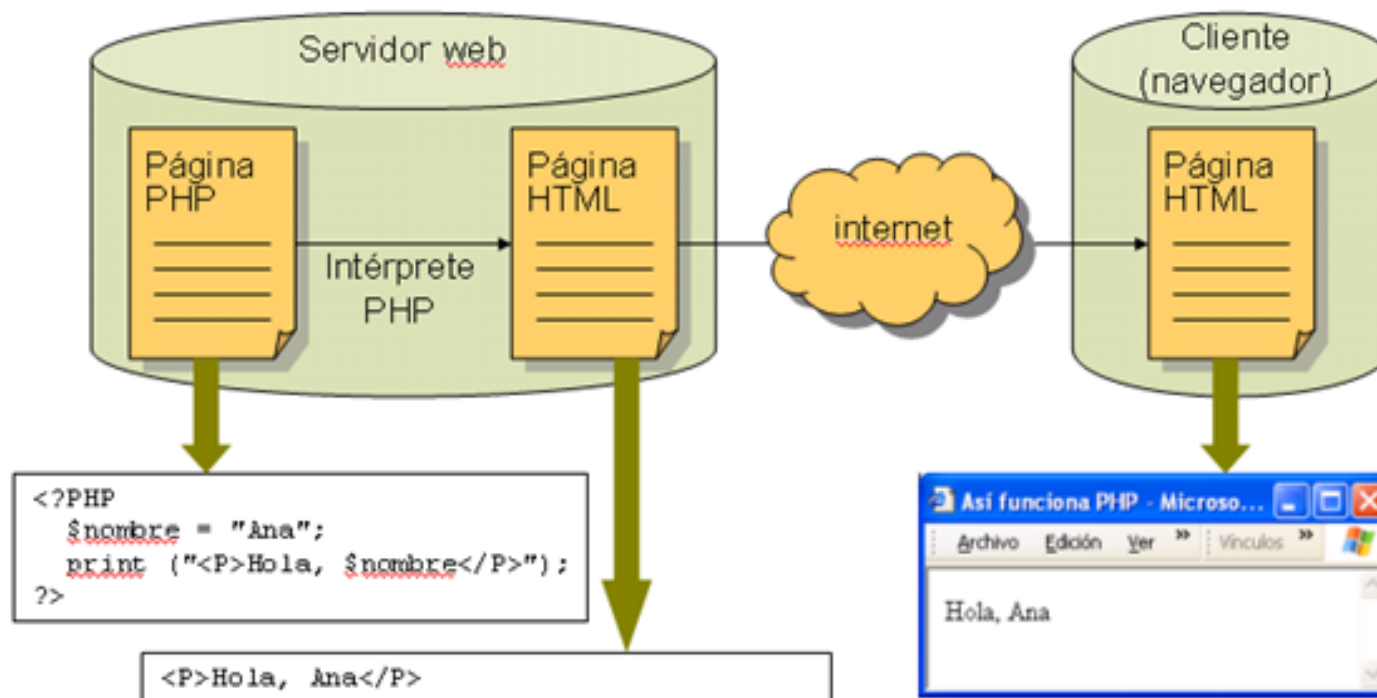 Servidor web
Cliente
(navegador)
Página
PHP
Intérprete
PHP
Página
HTML
internet
Página
HTML
<?PHP
$nombre = "Ana";
print ("<P>Hola, $nombre</P>");
?>
<P>Hola, Ana</P>
Así funciona PHP - Microso...
Archivo Edición Ver » Vínculos »
Hola, Ana